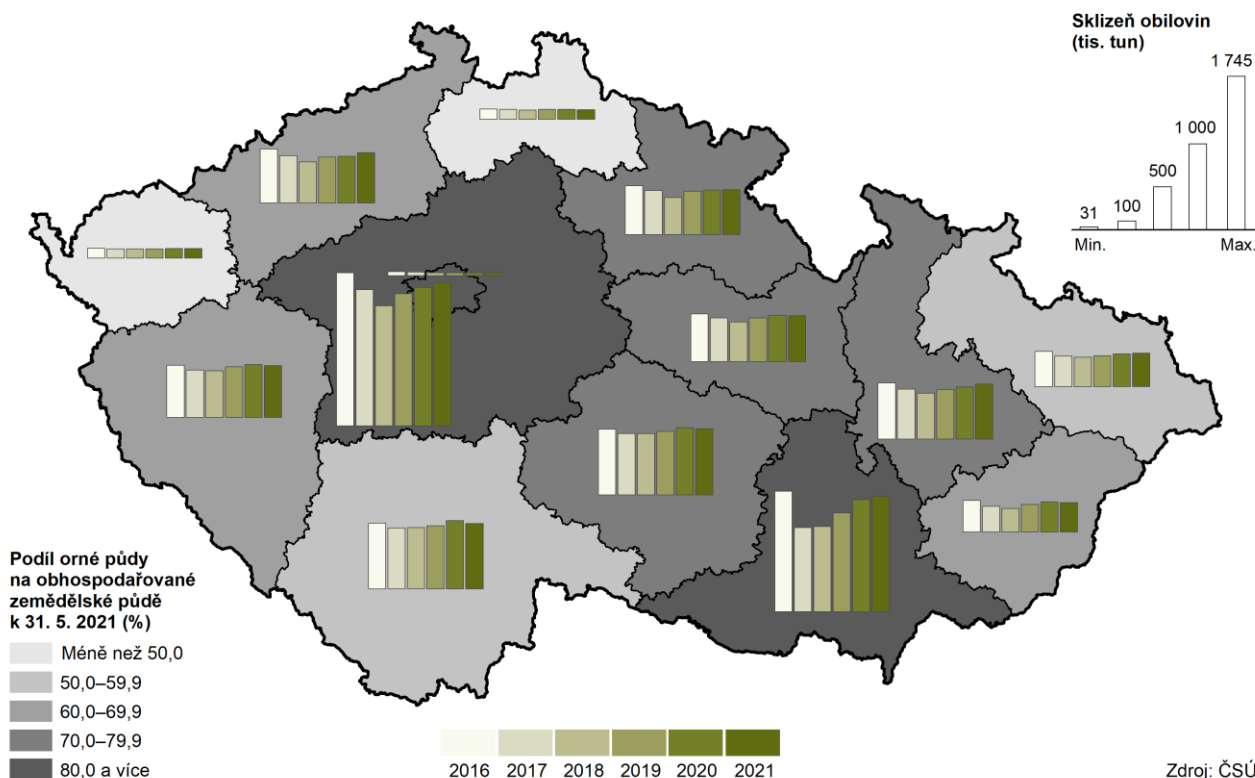 Sklizeň obilovin
(tis. tun)
1 745
1 000
500
100
31
Min.
Max.
Podíl orné půdy
na obhospodařované
zemědělské půdě
k 31. 5. 2021 (%)
Méně než 50,0
50,0–59,9
60,0–69,9
70,0–79,9
80,0 a více
2016 2017 2018 2019 2020 2021
Zdroj: ČSÚ